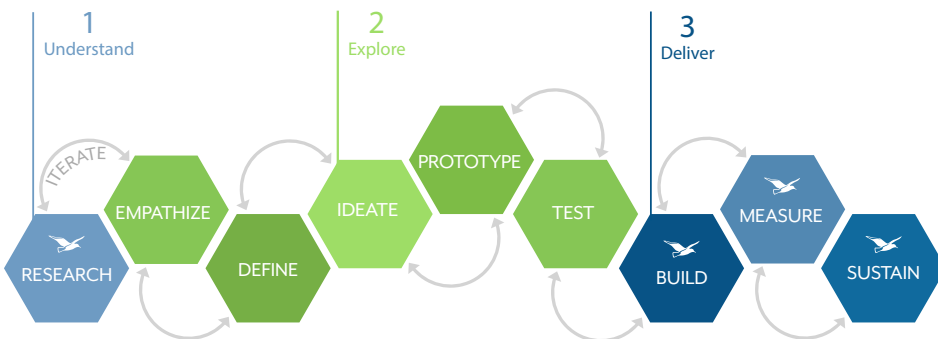 1
Understand
2
Explore
3
Deliver
ITERATE
RESEARCH
EMPATHIZE
DEFINE
IDEATE
PROTOTYPE
TEST
BUILD
MEASURE
SUSTAIN